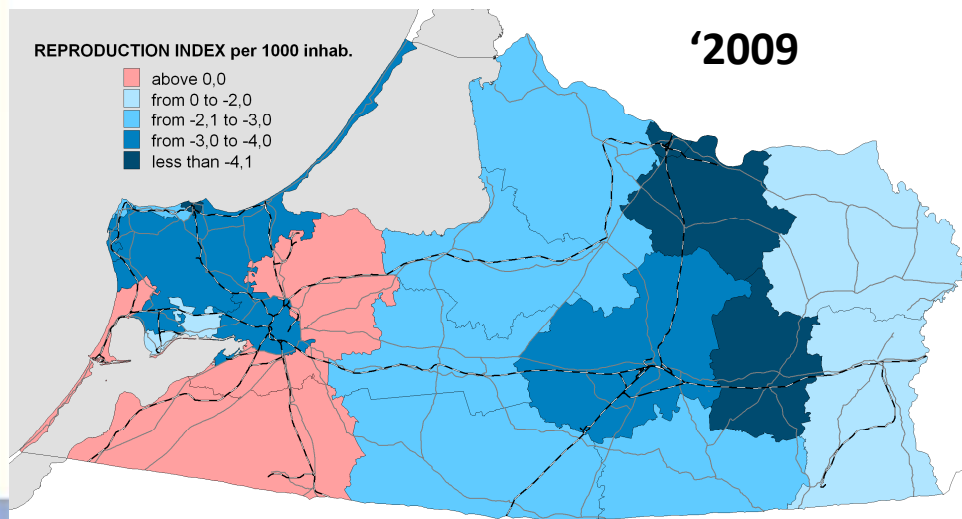 ‘2009
REPRODUCTION INDEX per 1000 inhab.
above 0,0
from 0 to -2,0
from -2,1 to -3,0
from -3,0 to -4,0
less than -4,1